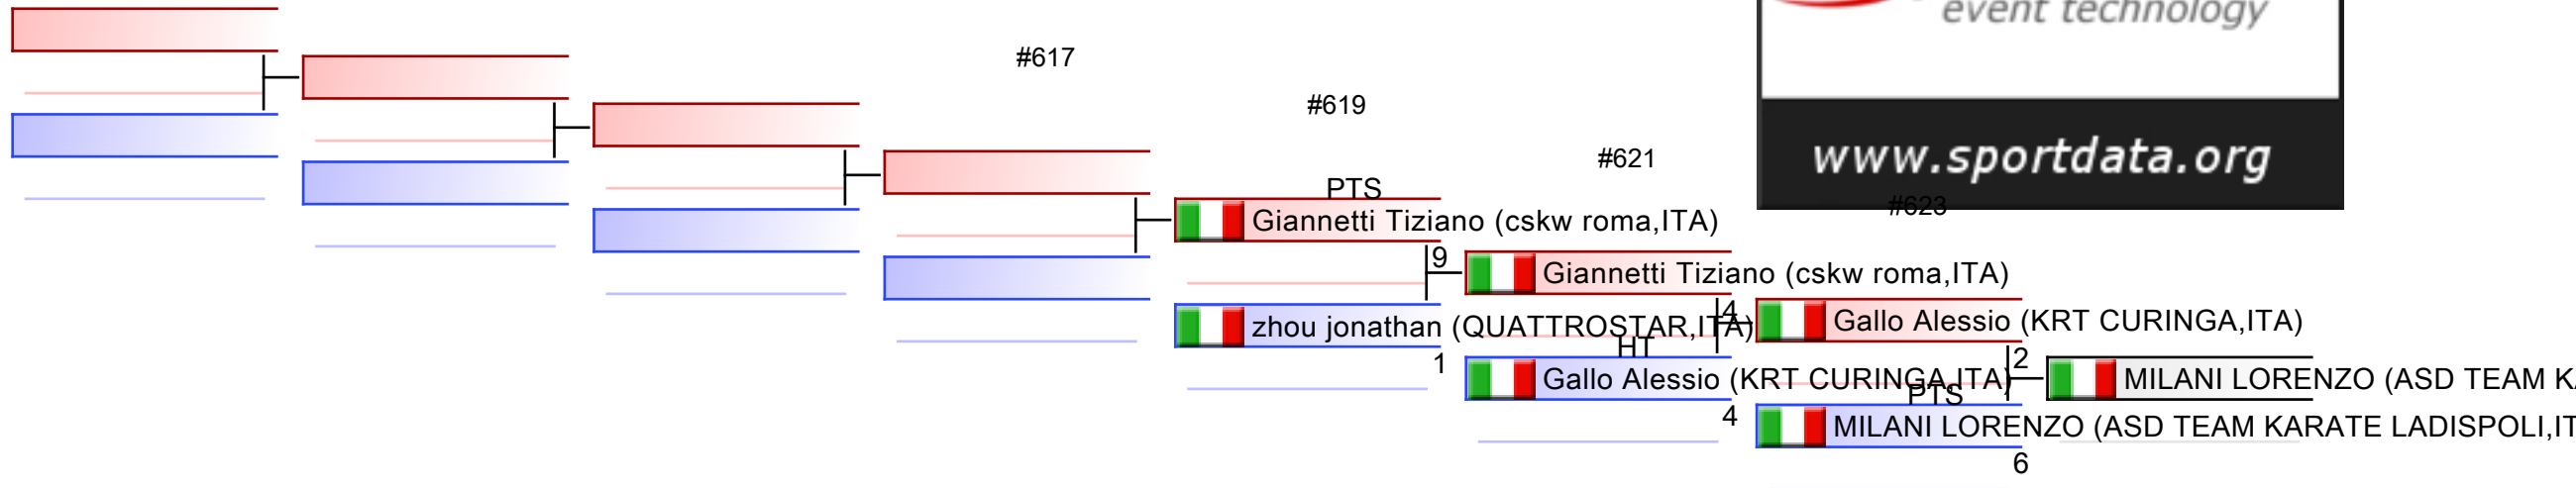 event technology
#617
#619
#621
www.sportdata.org
PTS
#623
Giannetti Tiziano (cskw roma,ITA)
9
Giannetti Tiziano (cskw roma,ITA)
zhou jonathan (QUATTROSTAR,ITA)
4
Gallo Alessio (KRT CURINGA,ITA)
HT
1
2
Gallo Alessio (KRT CURINGA,ITA)
MILANI LORENZO (ASD TEAM
PTS
4
MILANI LORENZO (ASD TEAM KARATE LADISPOLI,IT
6